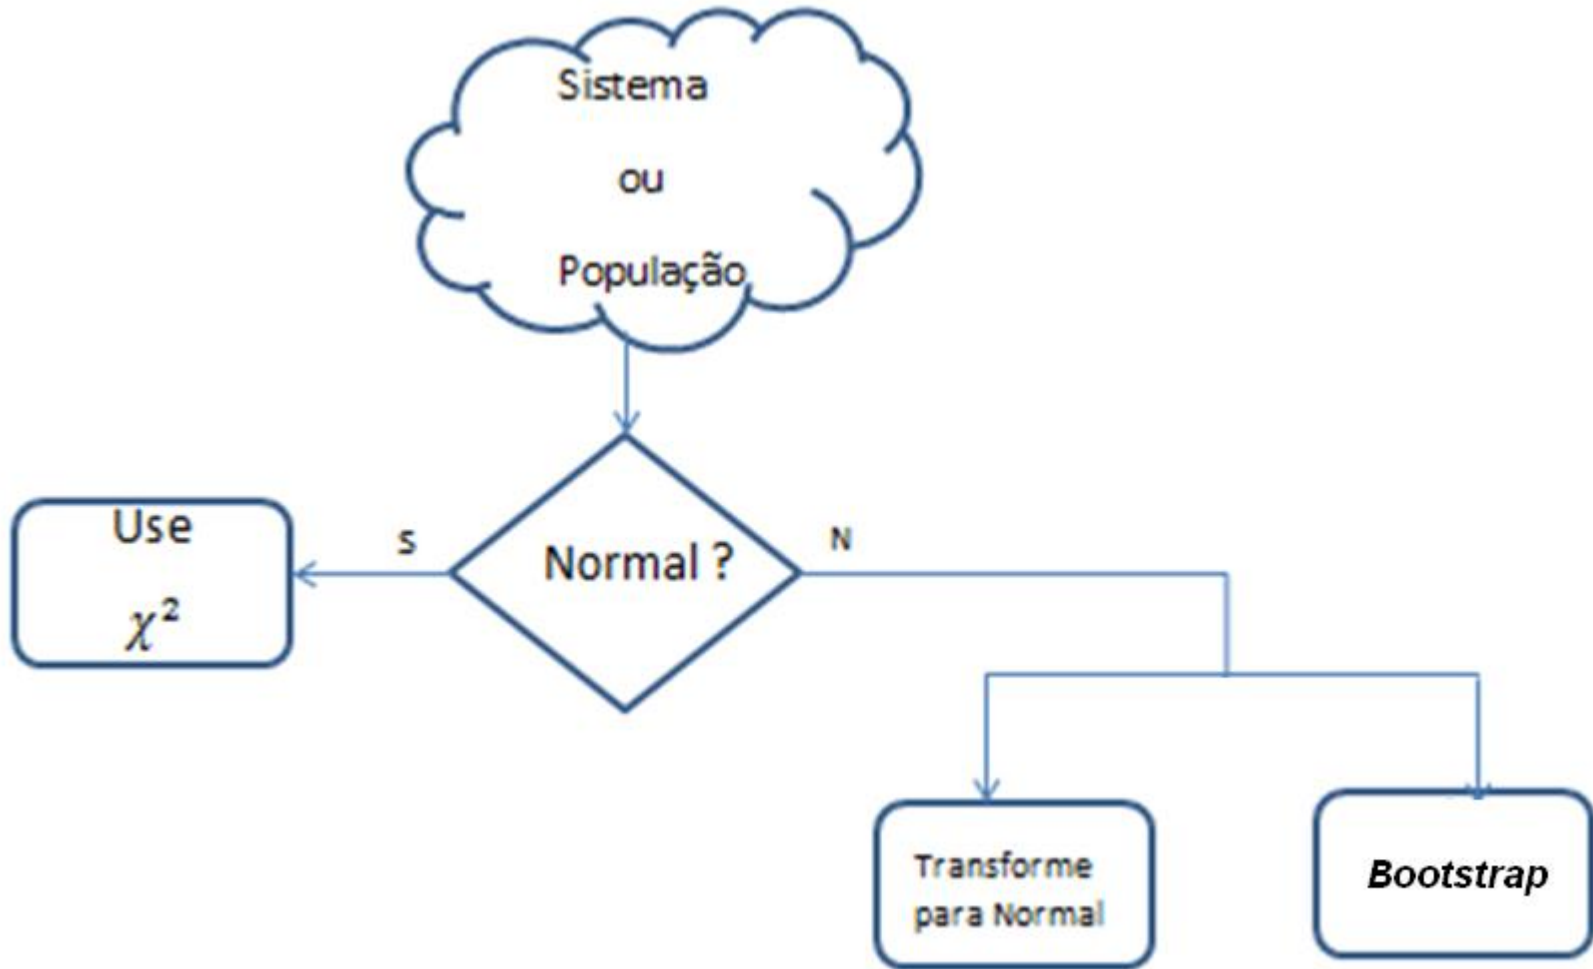 Sistema
ou
População
Normal ?
S
N
Use
χ²
Transforme
para Normal
Bootstrap